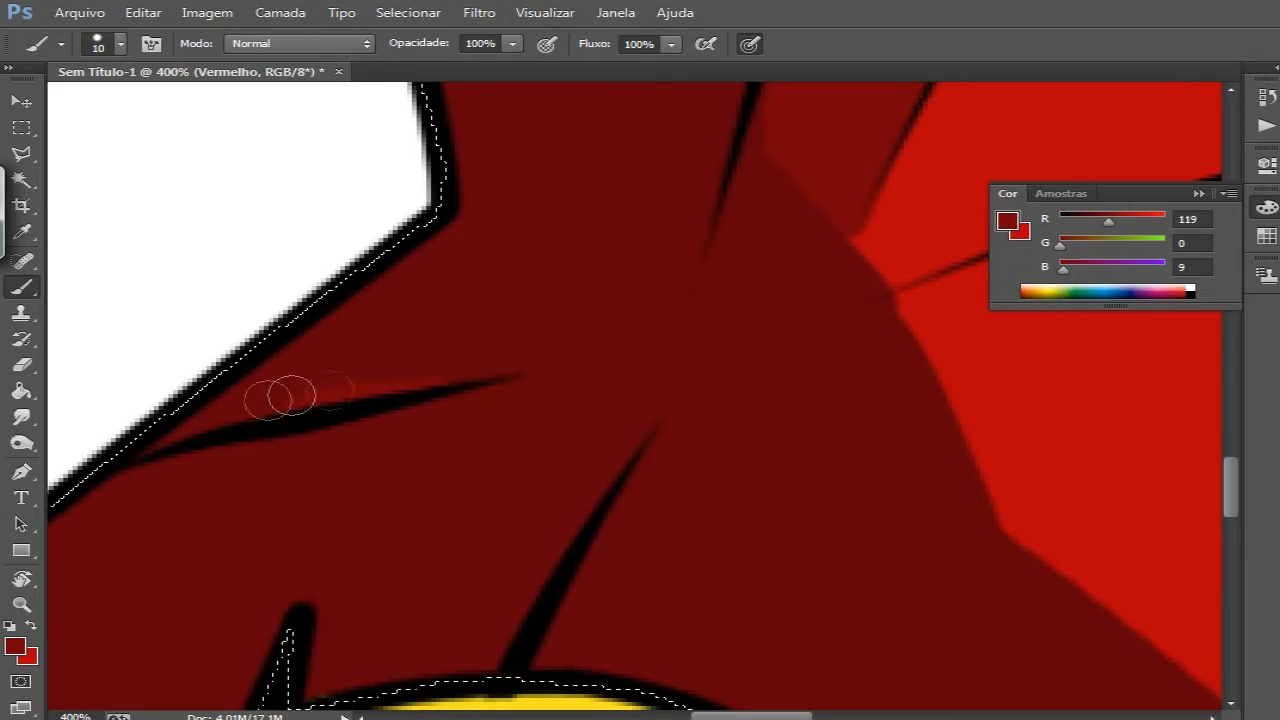 Ps Arquivo Editar Imagem Camada Tipo Selecionar Filtro Visualizar Janela Ajuda
10 Modo: Normal Opacidade: 100% Fluxo: 100%
Sem Título-1 @ 400% (Vermelho, RGB/8*) * ×
Cor Amostras
R 119
G 0
B 9
T
400% Doc: 4,01M/17,1M